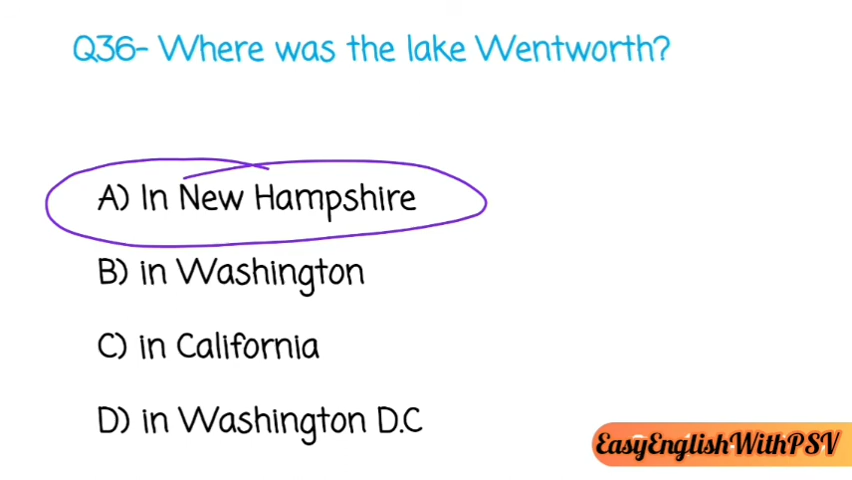 Q36- Where was the lake Wentworth?
A) In New Hampshire
B) in Washington
C) in California
D) in Washington D.C
EasyEnglishWithPSV